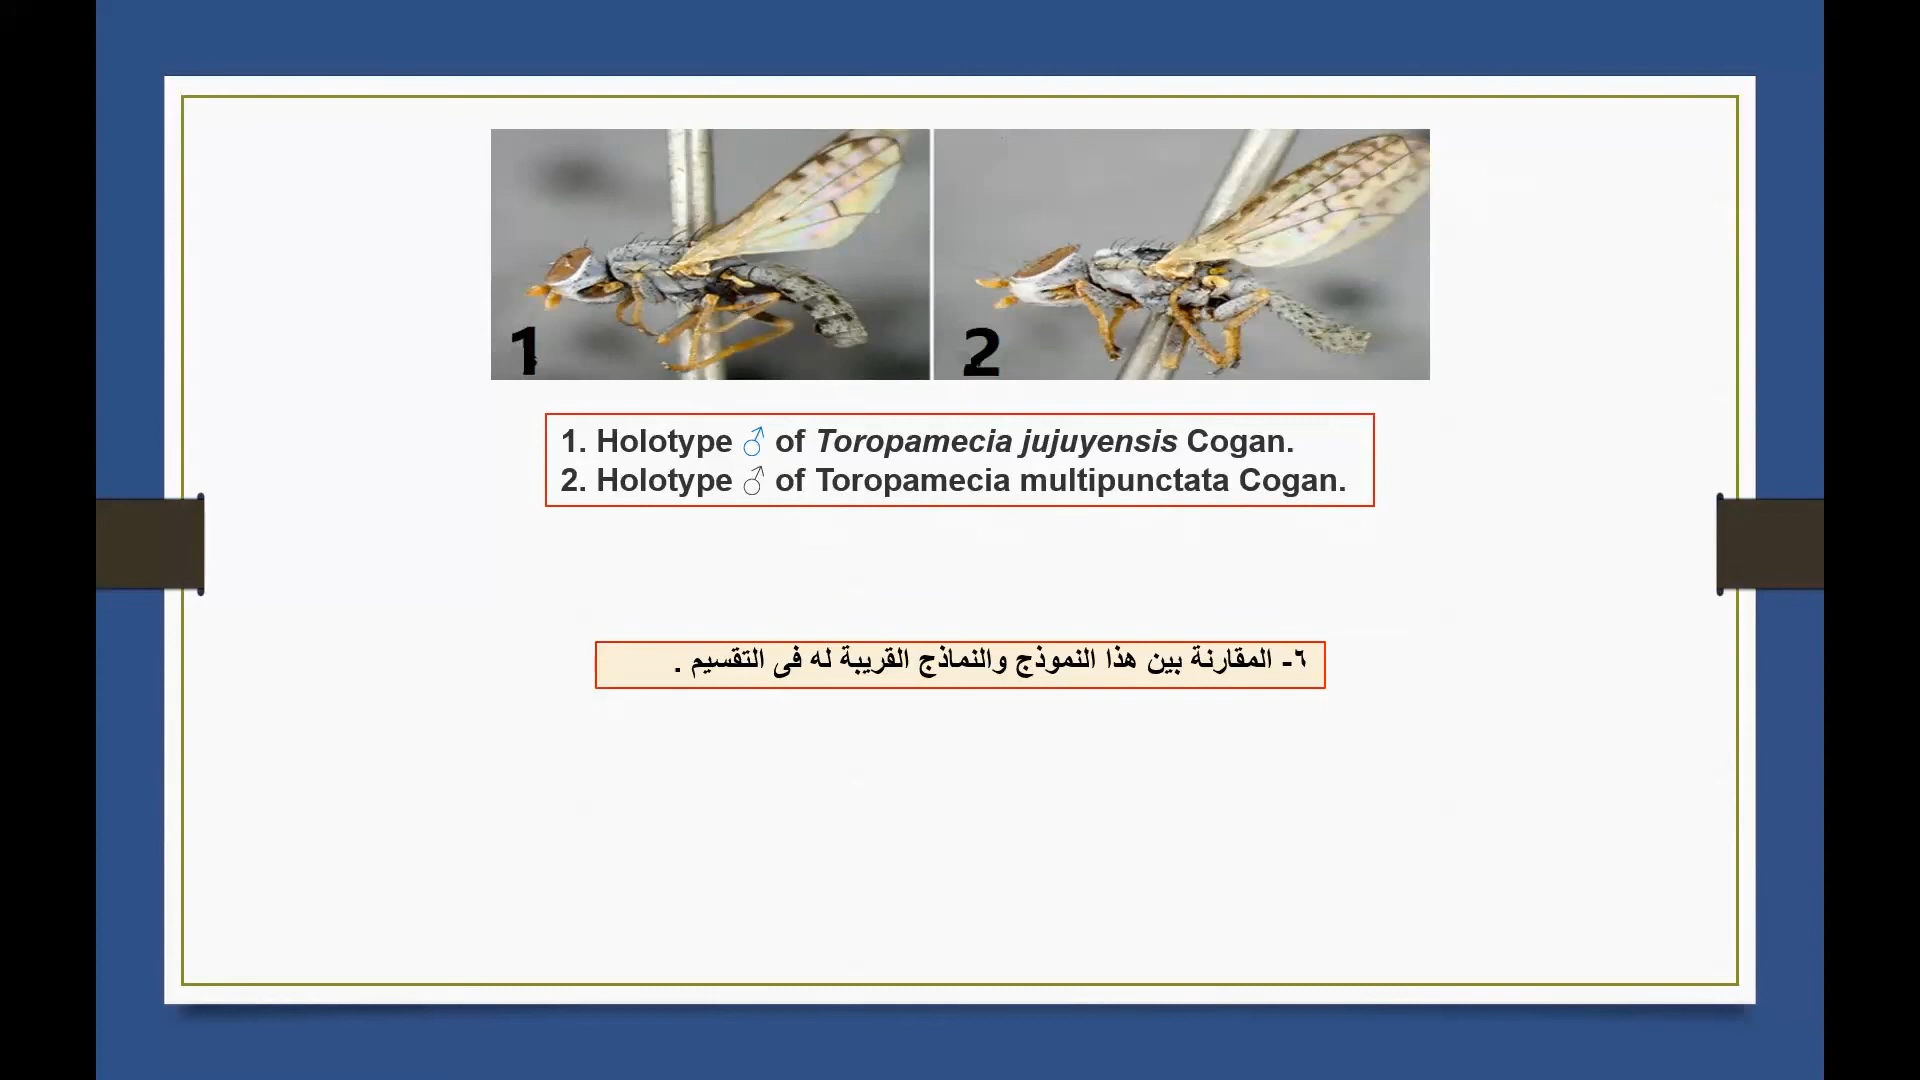 1
2
1. Holotype ♂ of Toropamecia jujuyensis Cogan.
2. Holotype ♂ of Toropamecia multipunctata Cogan.
٦- المقارنة بين هذا النموذج والنماذج القريبة له فى التقسيم .